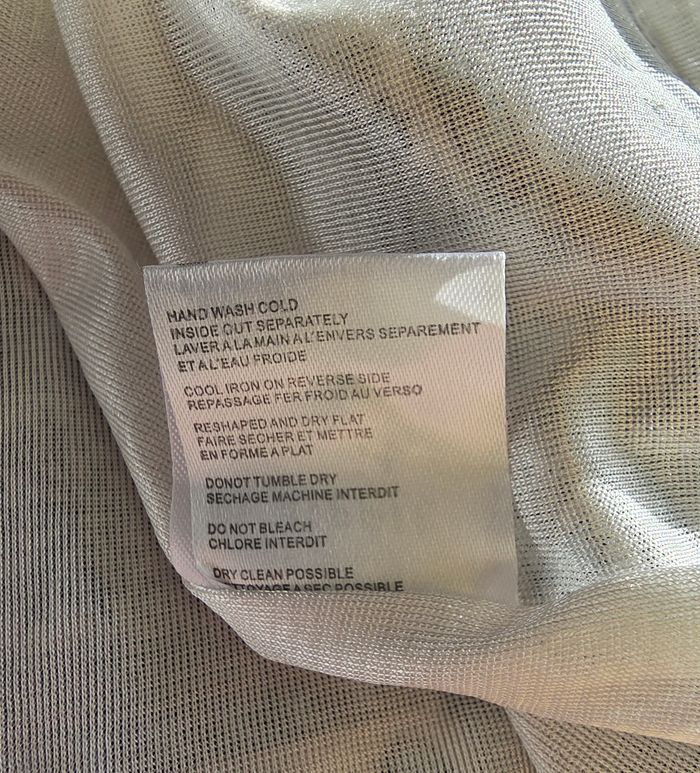 HAND WASH COLD
INSIDE OUT SEPARATELY
LAVER A LA MAIN A L'ENVERS SEPAREMENT
ET A L'EAU FROIDE
COOL IRON ON REVERSE SIDE
REPASSAGE FER FROID AU VERSO
RESHAPED AND DRY FLAT
FAIRE SECHER ET METTRE
EN FORME A PLAT
DONOT TUMBLE DRY
SECHAGE MACHINE INTERDIT
DO NOT BLEACH
CHLORE INTERDIT
DRY CLEAN POSSIBLE
A SEC POSSIBLE